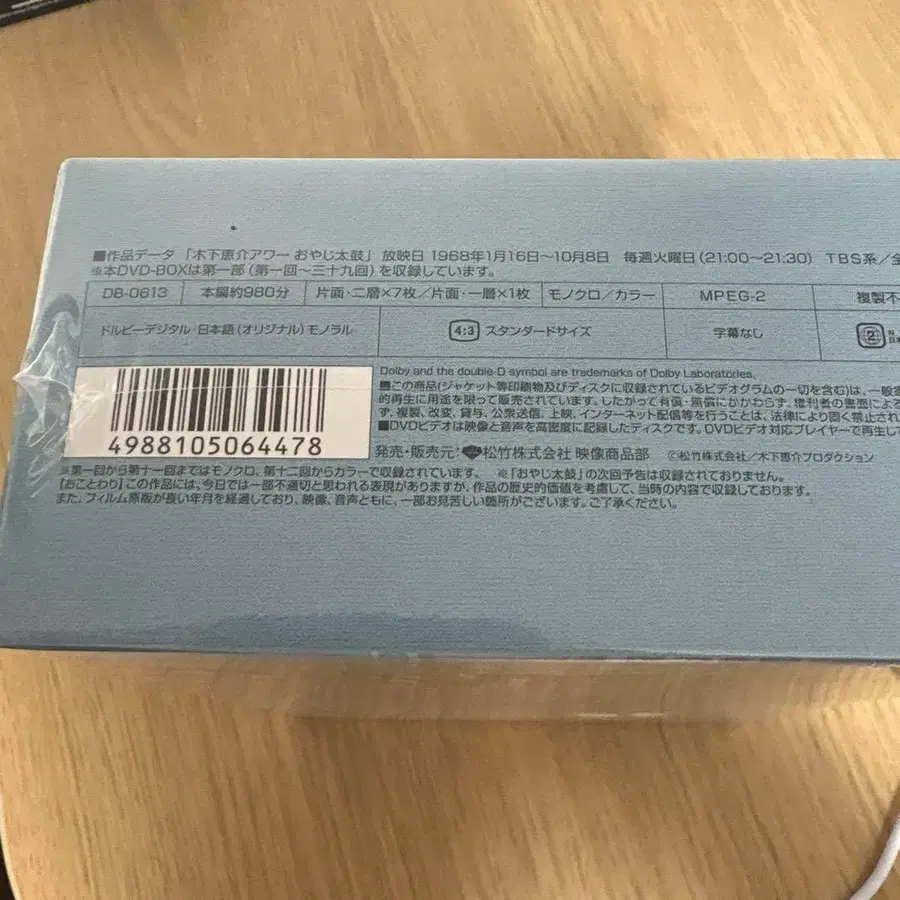 ■作品データ 「木下恵介アワー おやじ太鼓」 放映日 1968年1月16日〜10月8日 毎週火曜日(21:00〜21:30) TBS系/全
※本DVD-BOXは第一部(第一回〜三十九回)を収録しています。
DB-0613 本編約980分 片面・二層×7枚/片面・一層×1枚 モノクロ/カラー MPEG-2 複製不
ドルビーデジタル・日本語(オリジナル)モノラル 4:3 スタンダードサイズ 字幕なし 2
Dolby and the double-D symbol are trademarks of Dolby Laboratories.
■この商品(ジャケット等印刷物及びディスクに収録されているビデオグラムの一切を含む)は、一般
的再生に用途を限って販売されています。したがって有償・無償にかかわらず、権利者の書面による
ず、複製、改変、貸与、公衆送信、上映、インターネット配信等を行うことは、法律により固く禁止され
■DVDビデオは映像と音声を高密度に記録したディスクです。DVDビデオ対応プレイヤーで再生して
4988105064478
発売・販売元: 松竹株式会社 映像商品部 ©松竹株式会社/木下恵介プロダクション
※第一回から第十一回まではモノクロ、第十二回からカラーで収録されています。 ※「おやじ太鼓」の次回予告は収録されておりません。
【おことわり】この作品には、今日では一部不適切と思われる表現がありますが、作品の歴史的価値を考慮して、当時の内容で収録しております。
また、フィルム原版が長い年月を経過しており、映像、音声ともに、一部お見苦しい箇所がございます。ご了承ください。